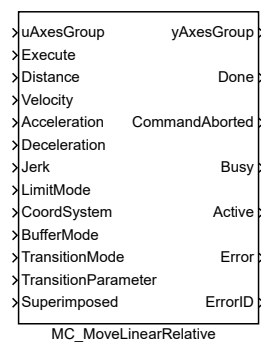 uAxesGroup yAxesGroup
Execute
Distance Done
Velocity
Acceleration CommandAborted
Deceleration
Jerk Busy
LimitMode
CoordSystem Active
BufferMode
TransitionMode Error
TransitionParameter
Superimposed ErrorID
MC_MoveLinearRelative